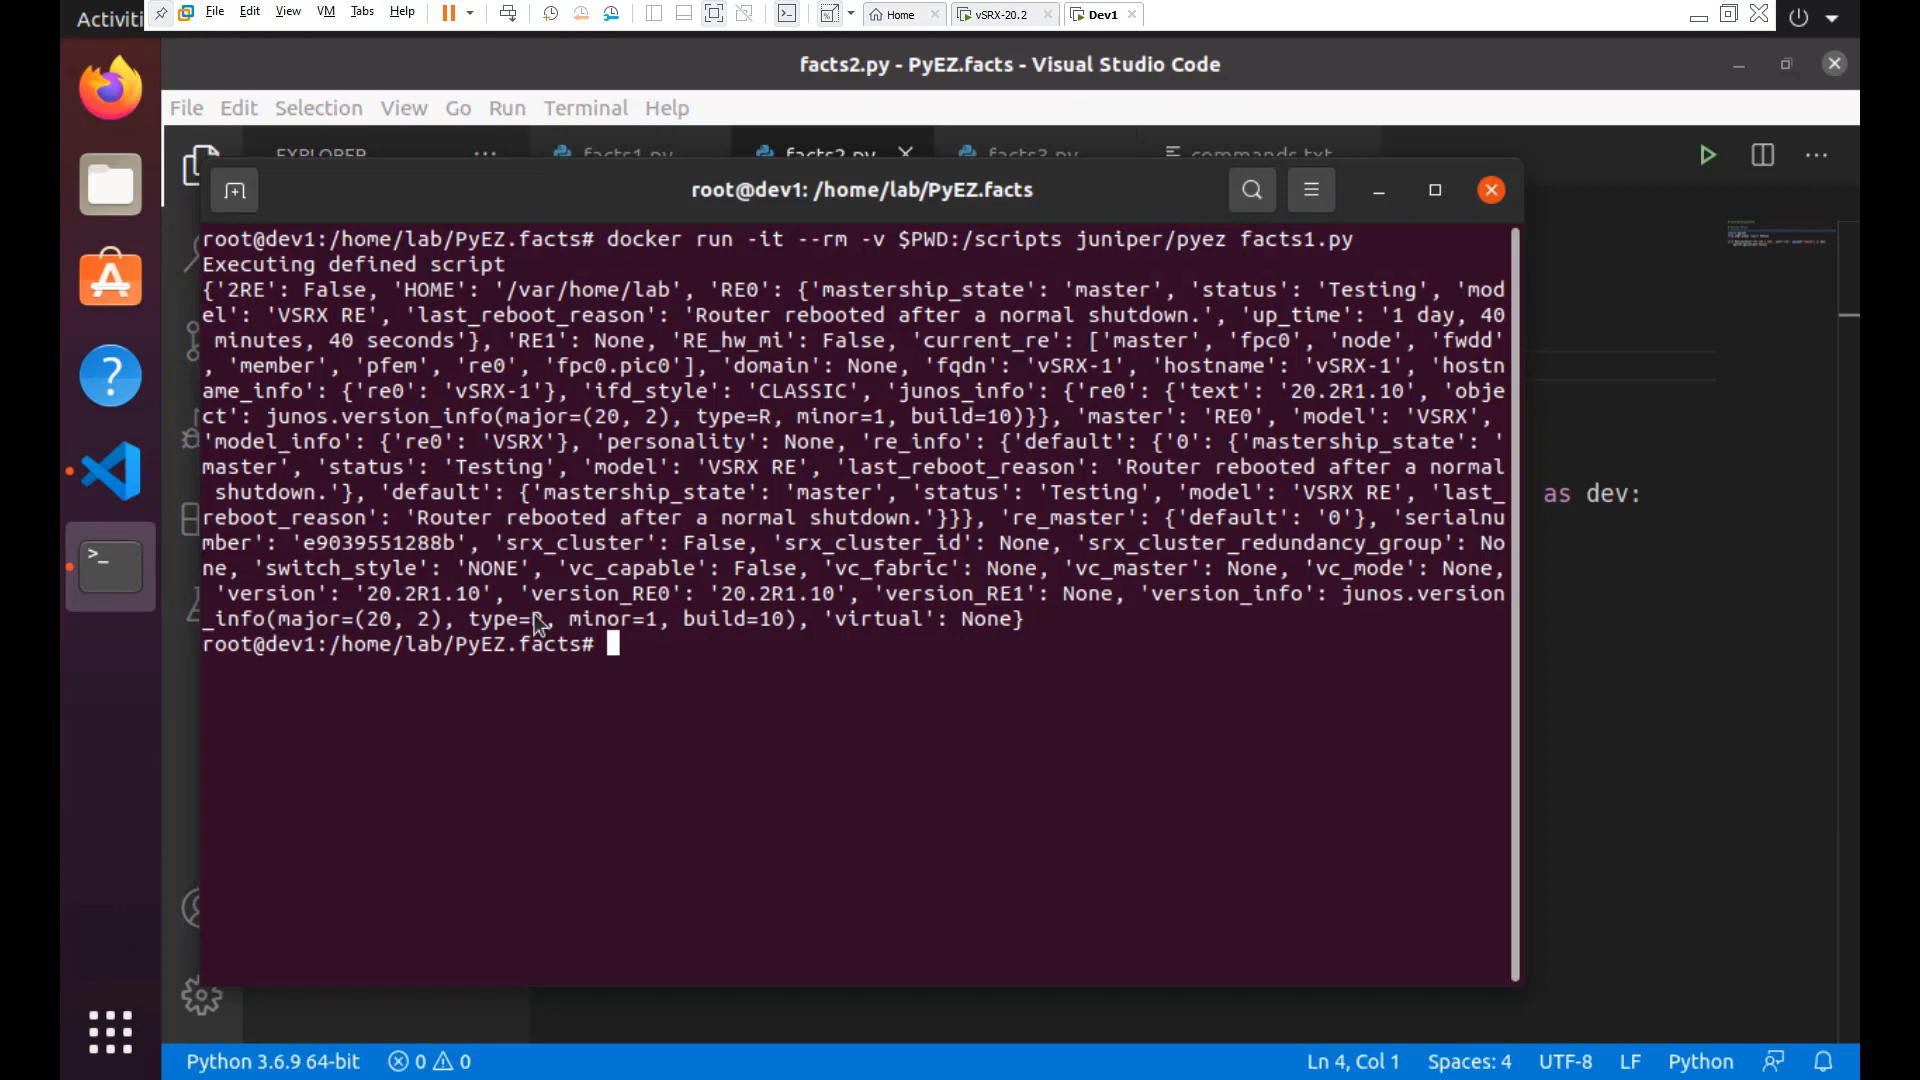 Activiti
File Edit View VM Tabs Help
Home
vSRX-20.2
Dev1
facts2.py - PyEZ.facts - Visual Studio Code
File Edit Selection View Go Run Terminal Help
EXPLORER
facts1.py
facts2.py
facts3.py
commands.txt
root@dev1: /home/lab/PyEZ.facts
root@dev1:/home/lab/PyEZ.facts# docker run -it --rm -v $PWD:/scripts juniper/pyez facts1.py
Executing defined script
{'2RE': False, 'HOME': '/var/home/lab', 'RE0': {'mastership_state': 'master', 'status': 'Testing', 'mod
el': 'VSRX RE', 'last_reboot_reason': 'Router rebooted after a normal shutdown.', 'up_time': '1 day, 40
 minutes, 40 seconds'}, 'RE1': None, 'RE_hw_mi': False, 'current_re': ['master', 'fpc0', 'node', 'fwdd'
, 'member', 'pfem', 're0', 'fpc0.pic0'], 'domain': None, 'fqdn': 'vSRX-1', 'hostname': 'vSRX-1', 'hostn
ame_info': {'re0': 'vSRX-1'}, 'ifd_style': 'CLASSIC', 'junos_info': {'re0': {'text': '20.2R1.10', 'obje
ct': junos.version_info(major=(20, 2), type=R, minor=1, build=10)}}, 'master': 'RE0', 'model': 'VSRX',
'model_info': {'re0': 'VSRX'}, 'personality': None, 're_info': {'default': {'0': {'mastership_state': '
master', 'status': 'Testing', 'model': 'VSRX RE', 'last_reboot_reason': 'Router rebooted after a normal
 shutdown.'}, 'default': {'mastership_state': 'master', 'status': 'Testing', 'model': 'VSRX RE', 'last_
reboot_reason': 'Router rebooted after a normal shutdown.'}}}, 're_master': {'default': '0'}, 'serialnu
mber': 'e9039551288b', 'srx_cluster': False, 'srx_cluster_id': None, 'srx_cluster_redundancy_group': No
ne, 'switch_style': 'NONE', 'vc_capable': False, 'vc_fabric': None, 'vc_master': None, 'vc_mode': None,
 'version': '20.2R1.10', 'version_RE0': '20.2R1.10', 'version_RE1': None, 'version_info': junos.version
_info(major=(20, 2), type=R, minor=1, build=10), 'virtual': None}
root@dev1:/home/lab/PyEZ.facts#
as dev:
Python 3.6.9 64-bit 0 0 Ln 4, Col 1 Spaces: 4 UTF-8 LF Python